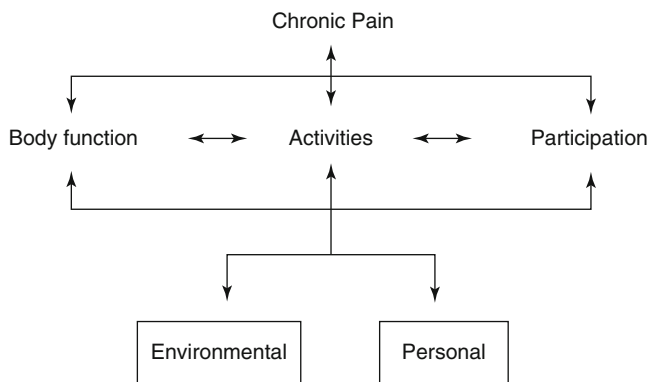 Chronic Pain
Body function Activities Participation
Environmental Personal